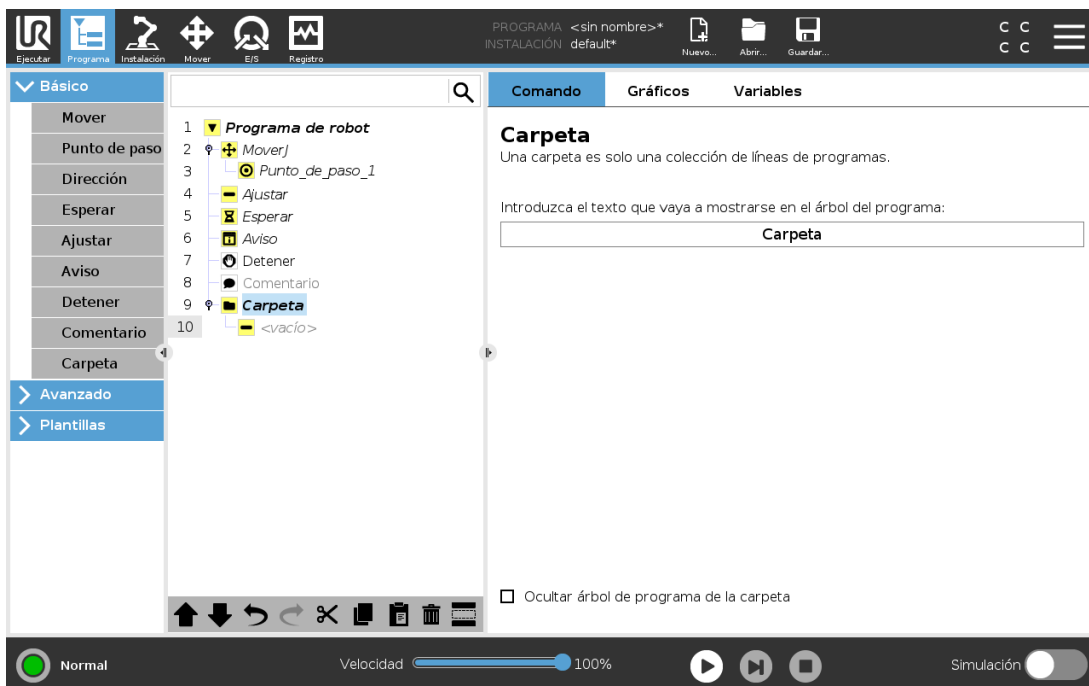 Ejecutar
Programa
Instalación
Mover
E/S
Registro
PROGRAMA <sin nombre>*
INSTALACIÓN default*
Nuevo...
Abrir...
Guardar...
C C
C C
Básico
Mover
Punto de paso
Dirección
Esperar
Ajustar
Aviso
Detener
Comentario
Carpeta
Avanzado
Plantillas
1 Programa de robot
2 MoverJ
3 Punto_de_paso_1
4 Ajustar
5 Esperar
6 Aviso
7 Detener
8 Comentario
9 Carpeta
10 <vacío>
Comando Gráficos Variables
Carpeta
Una carpeta es solo una colección de líneas de programas.
Introduzca el texto que vaya a mostrarse en el árbol del programa:
Carpeta
Ocultar árbol de programa de la carpeta
Normal
Velocidad 100%
Simulación